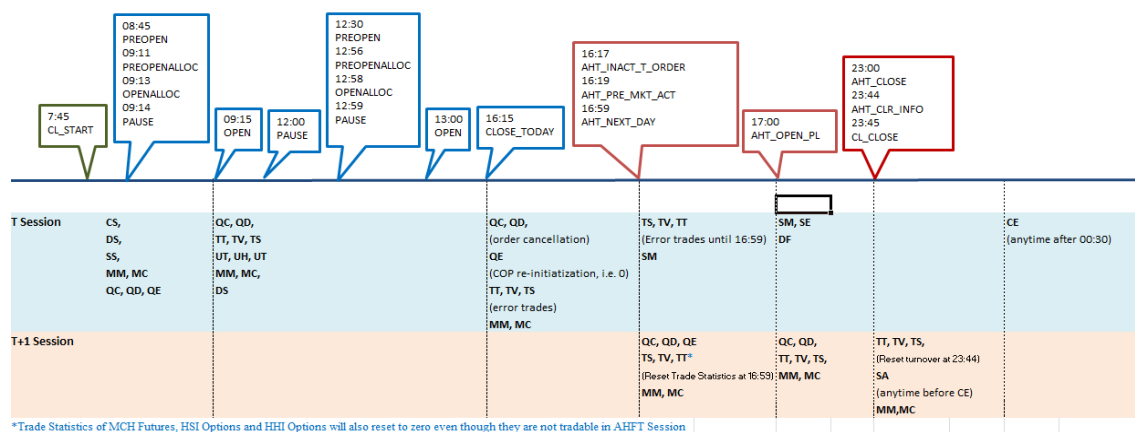 7:45
CL_START
08:45
PREOPEN
09:11
PREOPENALLOC
09:13
OPENALLOC
09:14
PAUSE
09:15
OPEN
12:00
PAUSE
12:30
PREOPEN
12:56
PREOPENALLOC
12:58
OPENALLOC
12:59
PAUSE
13:00
OPEN
16:15
CLOSE_TODAY
16:17
AHT_INACT_T_ORDER
16:19
AHT_PRE_MKT_ACT
16:59
AHT_NEXT_DAY
17:00
AHT_OPEN_PL
23:00
AHT_CLOSE
23:44
AHT_CLR_INFO
23:45
CL_CLOSE
T Session
CS,
DS,
SS,
MM, MC
QC, QD, QE
QC, QD,
TT, TV, TS
UT, UH, UT
MM, MC,
DS
QC, QD,
(order cancellation)
QE
(COP re-initiatization, i.e. 0)
TT, TV, TS
(error trades)
MM, MC
TS, TV, TT
(Error trades until 16:59)
SM
SM, SE
DF
CE
(anytime after 00:30)
T+1 Session
QC, QD, QE
TS, TV, TT*
(Reset Trade Statistics at 16:59)
MM, MC
QC, QD,
TT, TV, TS,
MM, MC
TT, TV, TS,
(Reset turnover at 23:44)
SA
(anytime before CE)
MM,MC
*Trade Statistics of MCH Futures, HSI Options and HHI Options will also reset to zero even though they are not tradable in AHFT Session